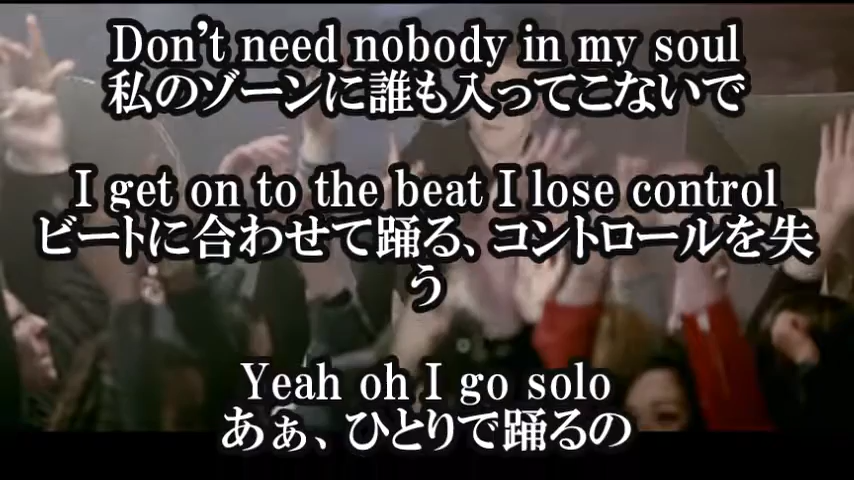 Don't need nobody in my soul
私のゾーンに誰も入ってこないで
I get on to the beat I lose control
ビートに合わせて踊る、コントロールを失
う
Yeah oh I go solo
あぁ、ひとりで踊るの